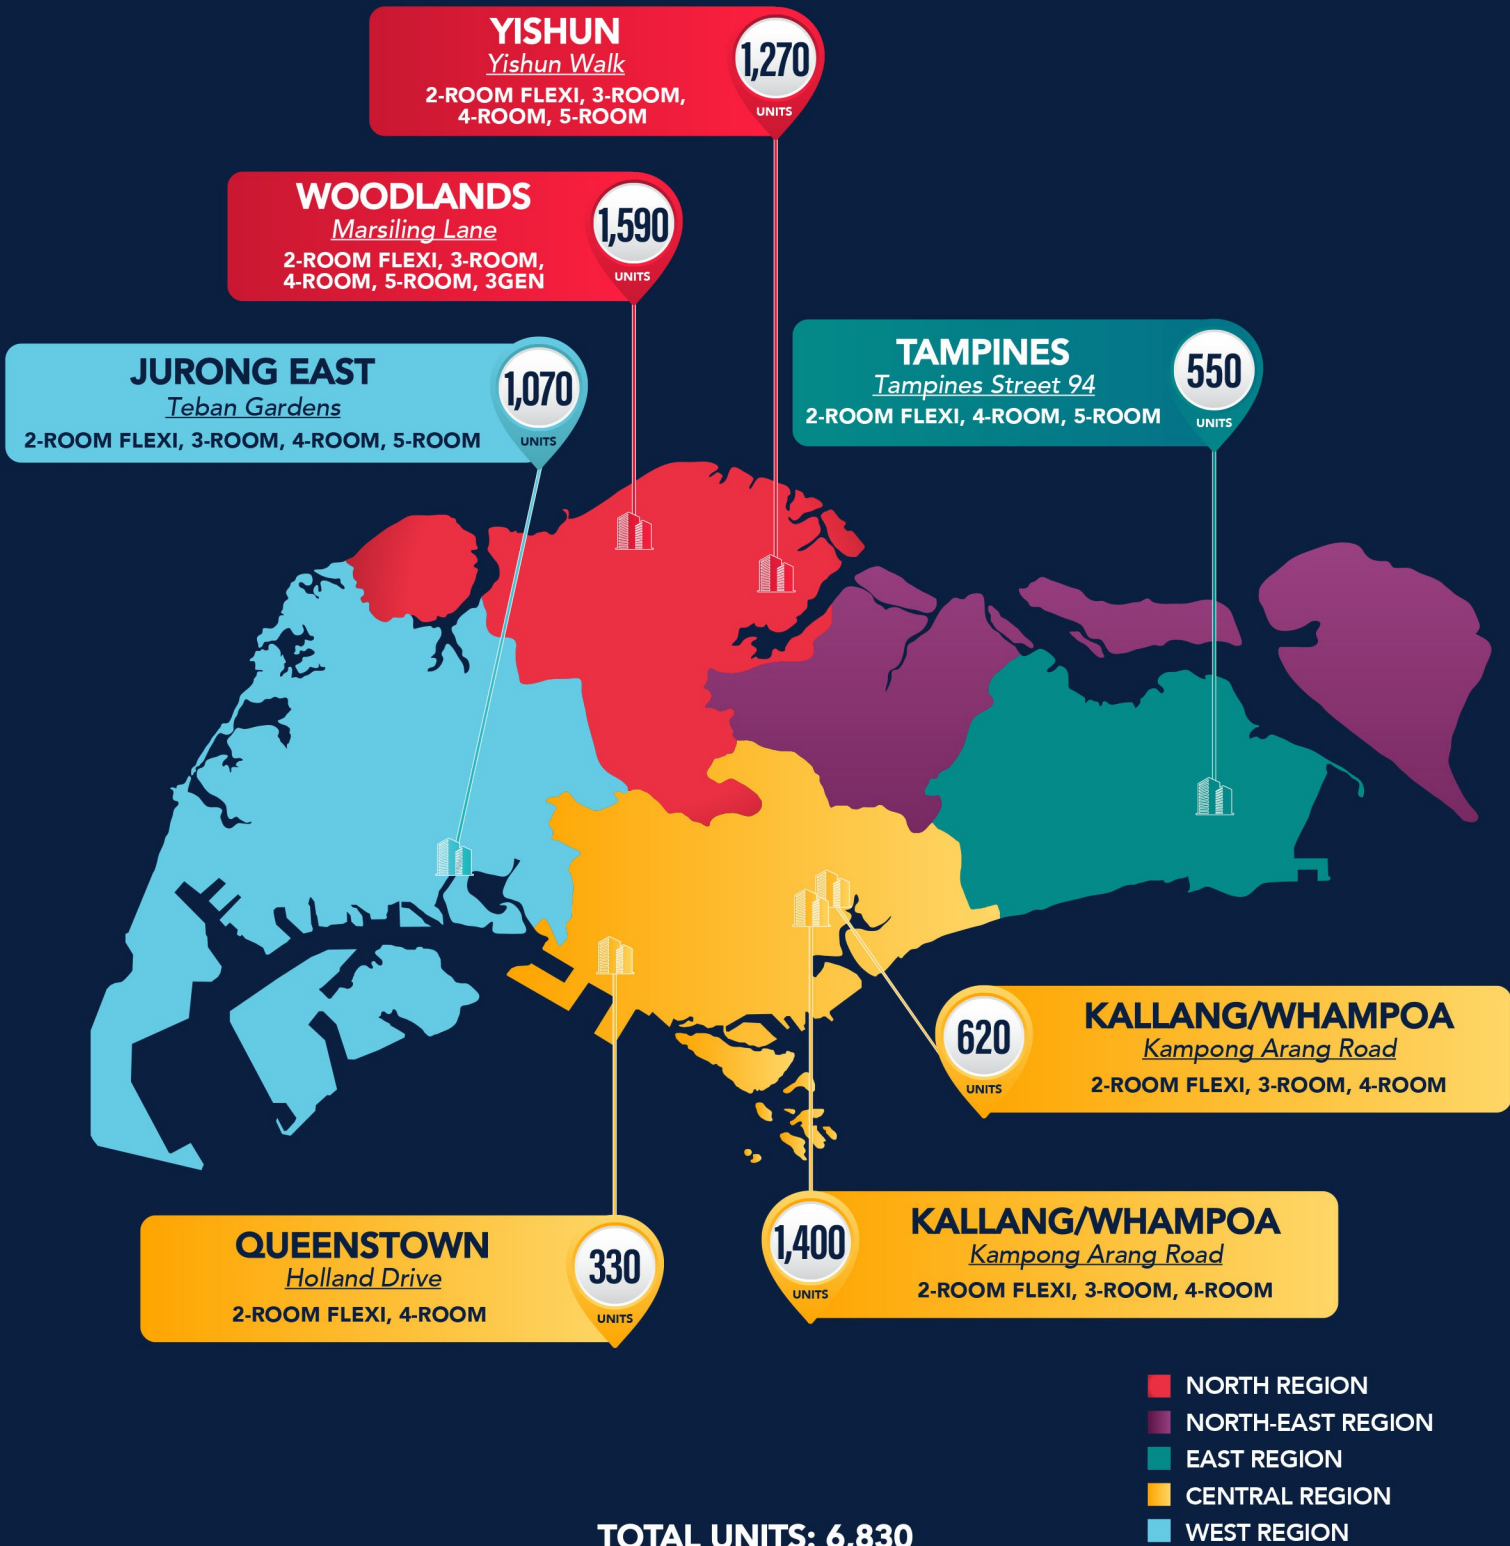 YISHUN
Yishun Walk
2-ROOM FLEXI, 3-ROOM,
4-ROOM, 5-ROOM
1,270
UNITS
WOODLANDS
Marsiling Lane
2-ROOM FLEXI, 3-ROOM,
4-ROOM, 5-ROOM, 3GEN
1,590
UNITS
JURONG EAST
Teban Gardens
2-ROOM FLEXI, 3-ROOM, 4-ROOM, 5-ROOM
1,070
UNITS
TAMPINES
Tampines Street 94
2-ROOM FLEXI, 4-ROOM, 5-ROOM
550
UNITS
620
UNITS
KALLANG/WHAMPOA
Kampong Arang Road
2-ROOM FLEXI, 3-ROOM, 4-ROOM
QUEENSTOWN
Holland Drive
2-ROOM FLEXI, 4-ROOM
330
UNITS
1,400
UNITS
KALLANG/WHAMPOA
Kampong Arang Road
2-ROOM FLEXI, 3-ROOM, 4-ROOM
NORTH REGION
NORTH-EAST REGION
EAST REGION
CENTRAL REGION
WEST REGION
TOTAL UNITS: 6,830